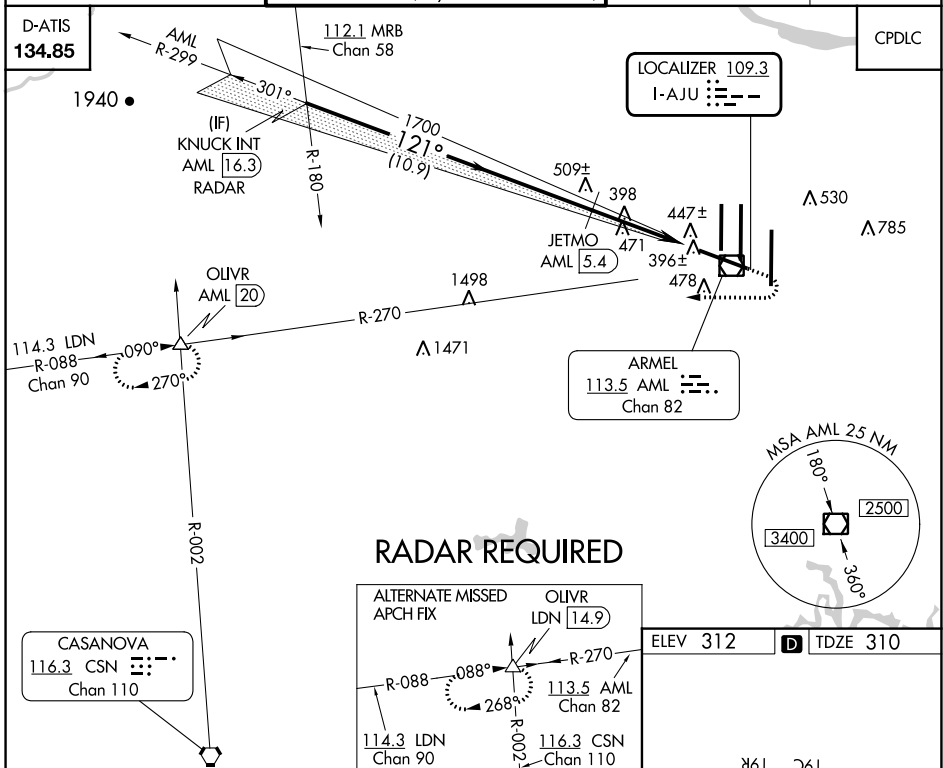 D-ATIS
134.85
112.1 MRB
Chan 58
CPDLC
AML
R-299
LOCALIZER 109.3
I-AJU
1940
301°
1700
121°
(10.9)
(IF)
KNUCK INT
AML 16.3
RADAR
R-180
509±
398
530
447±
785
JETMO
AML 5.4
471
396±
478
OLIVR
AML 20
1498
R-270
114.3 LDN
R-088
Chan 90
090°
270°
1471
ARMEL
113.5 AML
Chan 82
MSA AML 25 NM
180°
2500
3400
360°
R-002
RADAR REQUIRED
ALTERNATE MISSED
APCH FIX
OLIVR
LDN 14.9
R-270
R-088
088°
268°
113.5 AML
Chan 82
R-002
114.3 LDN
Chan 90
116.3 CSN
Chan 110
CASANOVA
116.3 CSN
Chan 110
ELEV 312
D
TDZE 310
19R
19C